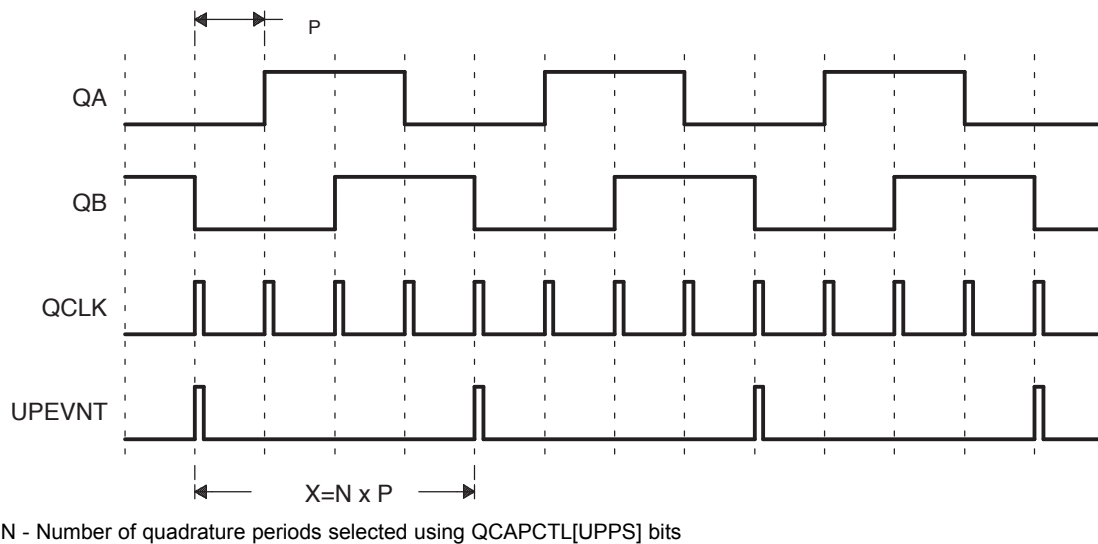 P
QA
QB
QCLK
UPEVNT
X=N x P
N - Number of quadrature periods selected using QCAPCTL[UPPS] bits